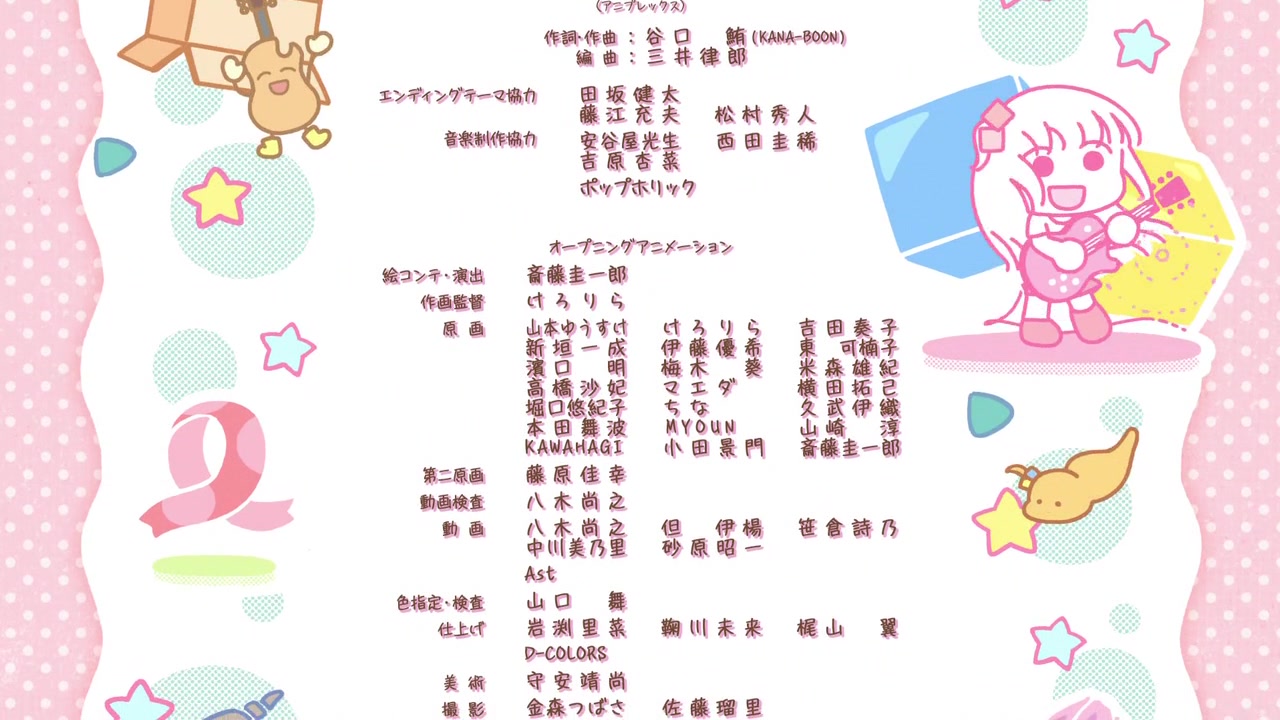 (アニプレックス)
作詞・作曲：谷口　鮪(KANA-BOON)
編曲：三井律郎
エンディングテーマ協力　田坂健太
藤江充夫　松村秀人
音楽制作協力　安谷屋光生　西田圭稀
吉原杏菜
ポップホリック
オープニングアニメーション
絵コンテ・演出　斎藤圭一郎
作画監督　けろりら
原画　山本ゆうすけ　けろりら　吉田奏子
新垣一成　伊藤優希　東　可楠子
濱口　明　梅木　葵　米森雄紀
高橋沙妃　マエダ　横田拓己
堀口悠紀子　ちな　久武伊織
本田舞波　MYOUN　山崎　淳
KAWAHAGI　小田景門　斎藤圭一郎
第二原画　藤原佳幸
動画検査　八木尚之
動画　八木尚之　但　伊楊　笹倉詩乃
中川美乃里　砂原昭一
Ast
色指定・検査　山口　舞
仕上げ　岩渕里菜　鞠川未来　梶山　翼
D-COLORS
美術　守安靖尚
撮影　金森つばさ　佐藤瑠里